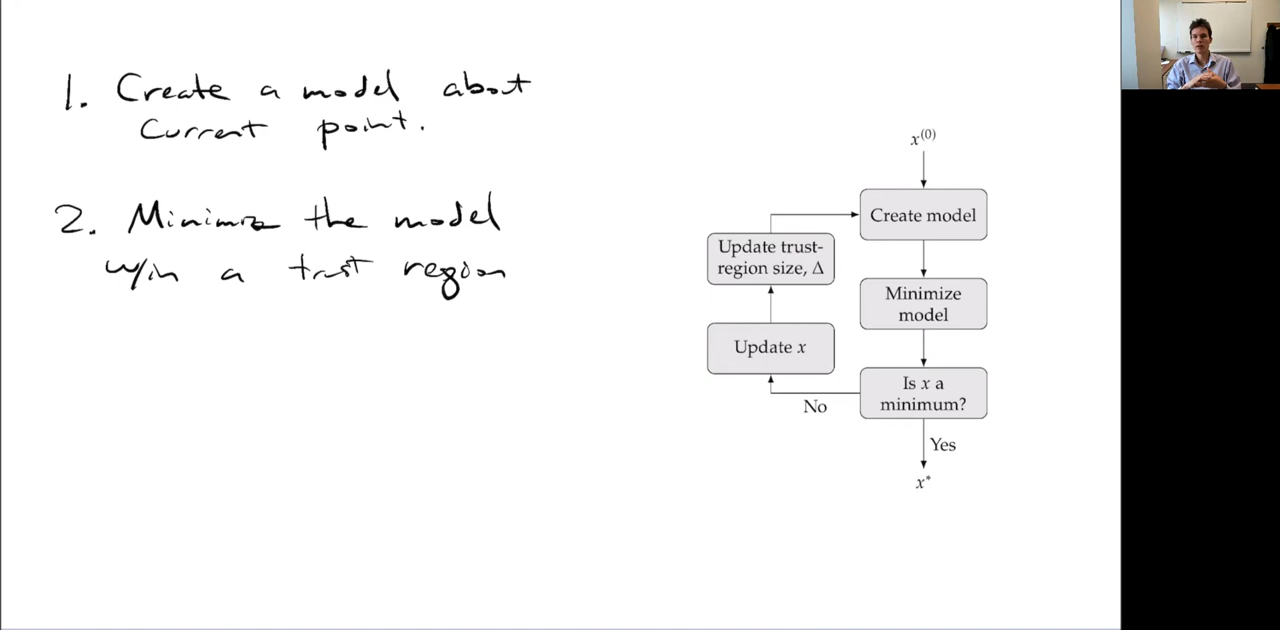 1. Create a model about
current point.
2. Minimize the model
w/in a trust region
x(0)
Create model
Update trust-
region size, Δ
Minimize
model
Update x
Is x a
minimum?
No
Yes
x*